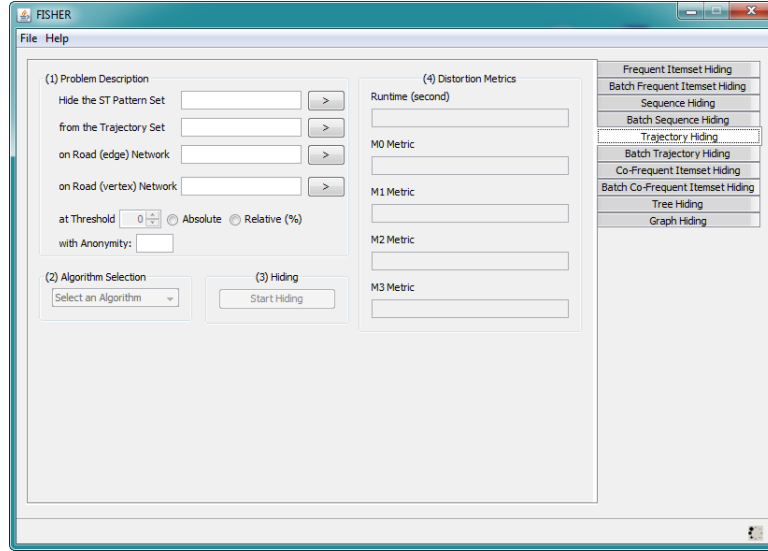 FISHER
File Help
(1) Problem Description
Hide the ST Pattern Set >
from the Trajectory Set >
on Road (edge) Network >
on Road (vertex) Network >
at Threshold 0 Absolute Relative (%)
with Anonymity:
(2) Algorithm Selection
Select an Algorithm
(3) Hiding
Start Hiding
(4) Distortion Metrics
Runtime (second)
M0 Metric
M1 Metric
M2 Metric
M3 Metric
Frequent Itemset Hiding
Batch Frequent Itemset Hiding
Sequence Hiding
Batch Sequence Hiding
Trajectory Hiding
Batch Trajectory Hiding
Co-Frequent Itemset Hiding
Batch Co-Frequent Itemset Hiding
Tree Hiding
Graph Hiding